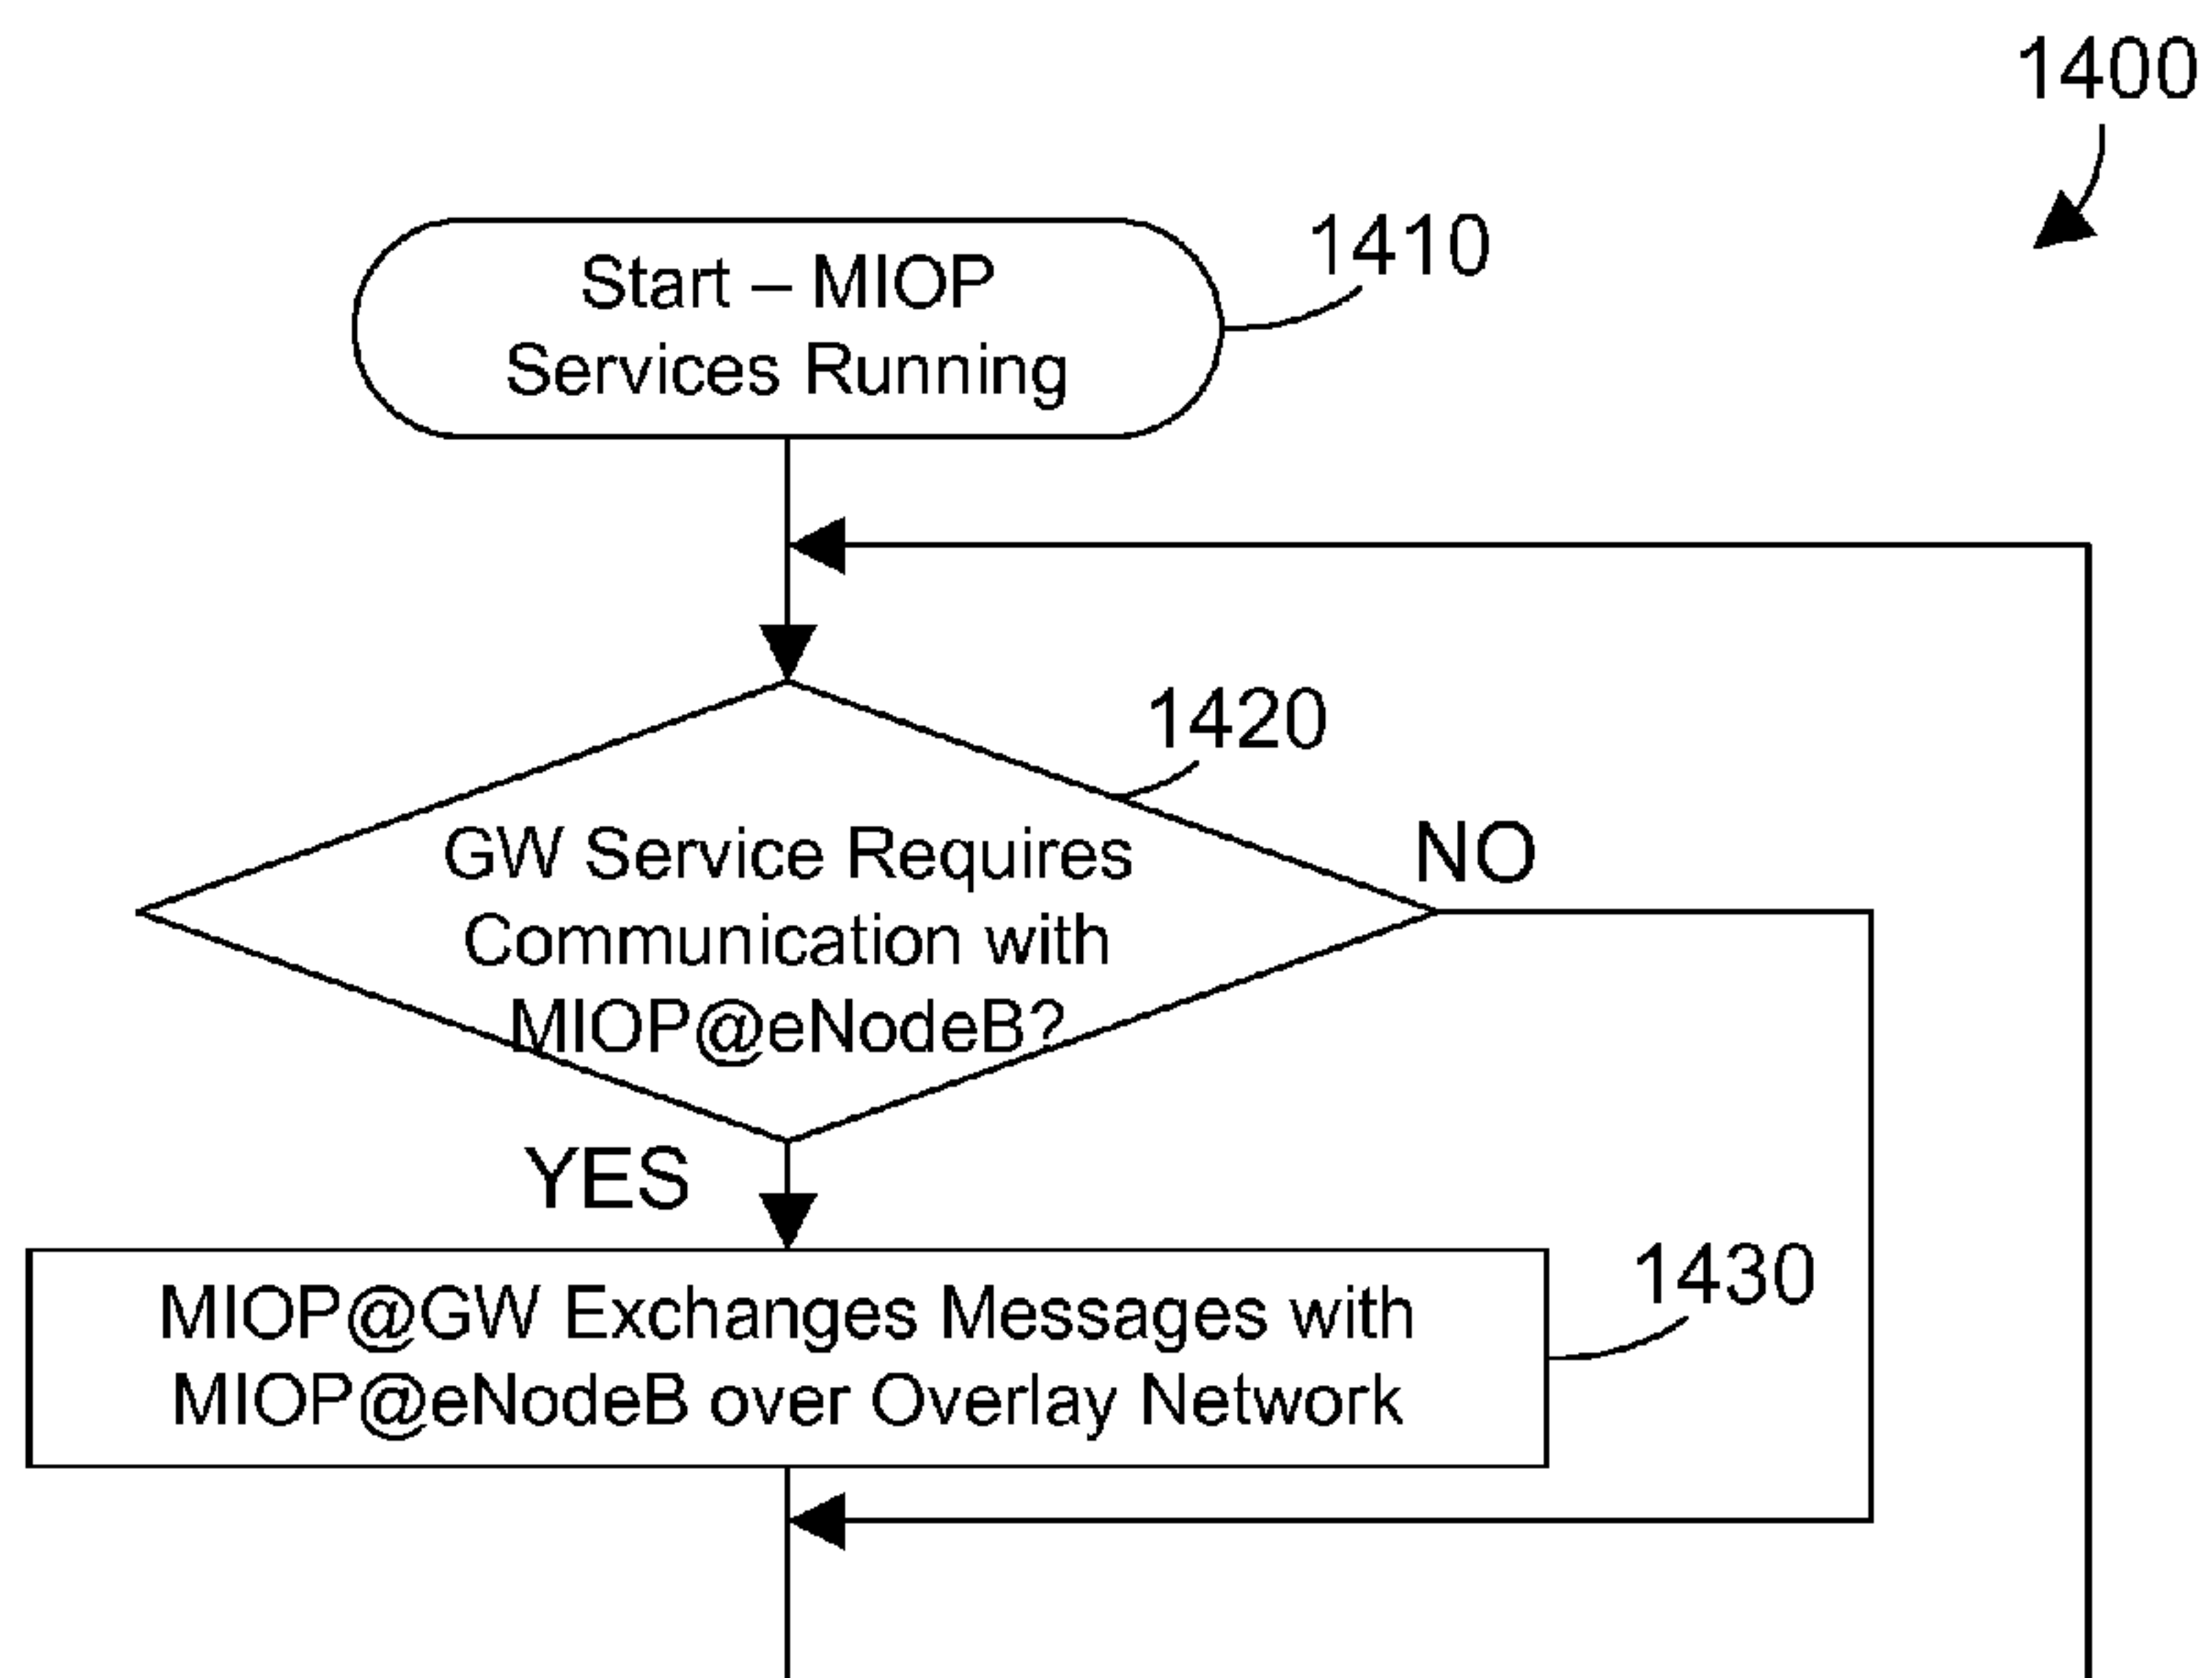 1400
1410
Start – MIOP
Services Running
1420
GW Service Requires
Communication with
MIOP@eNodeB?
NO
YES
1430
MIOP@GW Exchanges Messages with
MIOP@eNodeB over Overlay Network